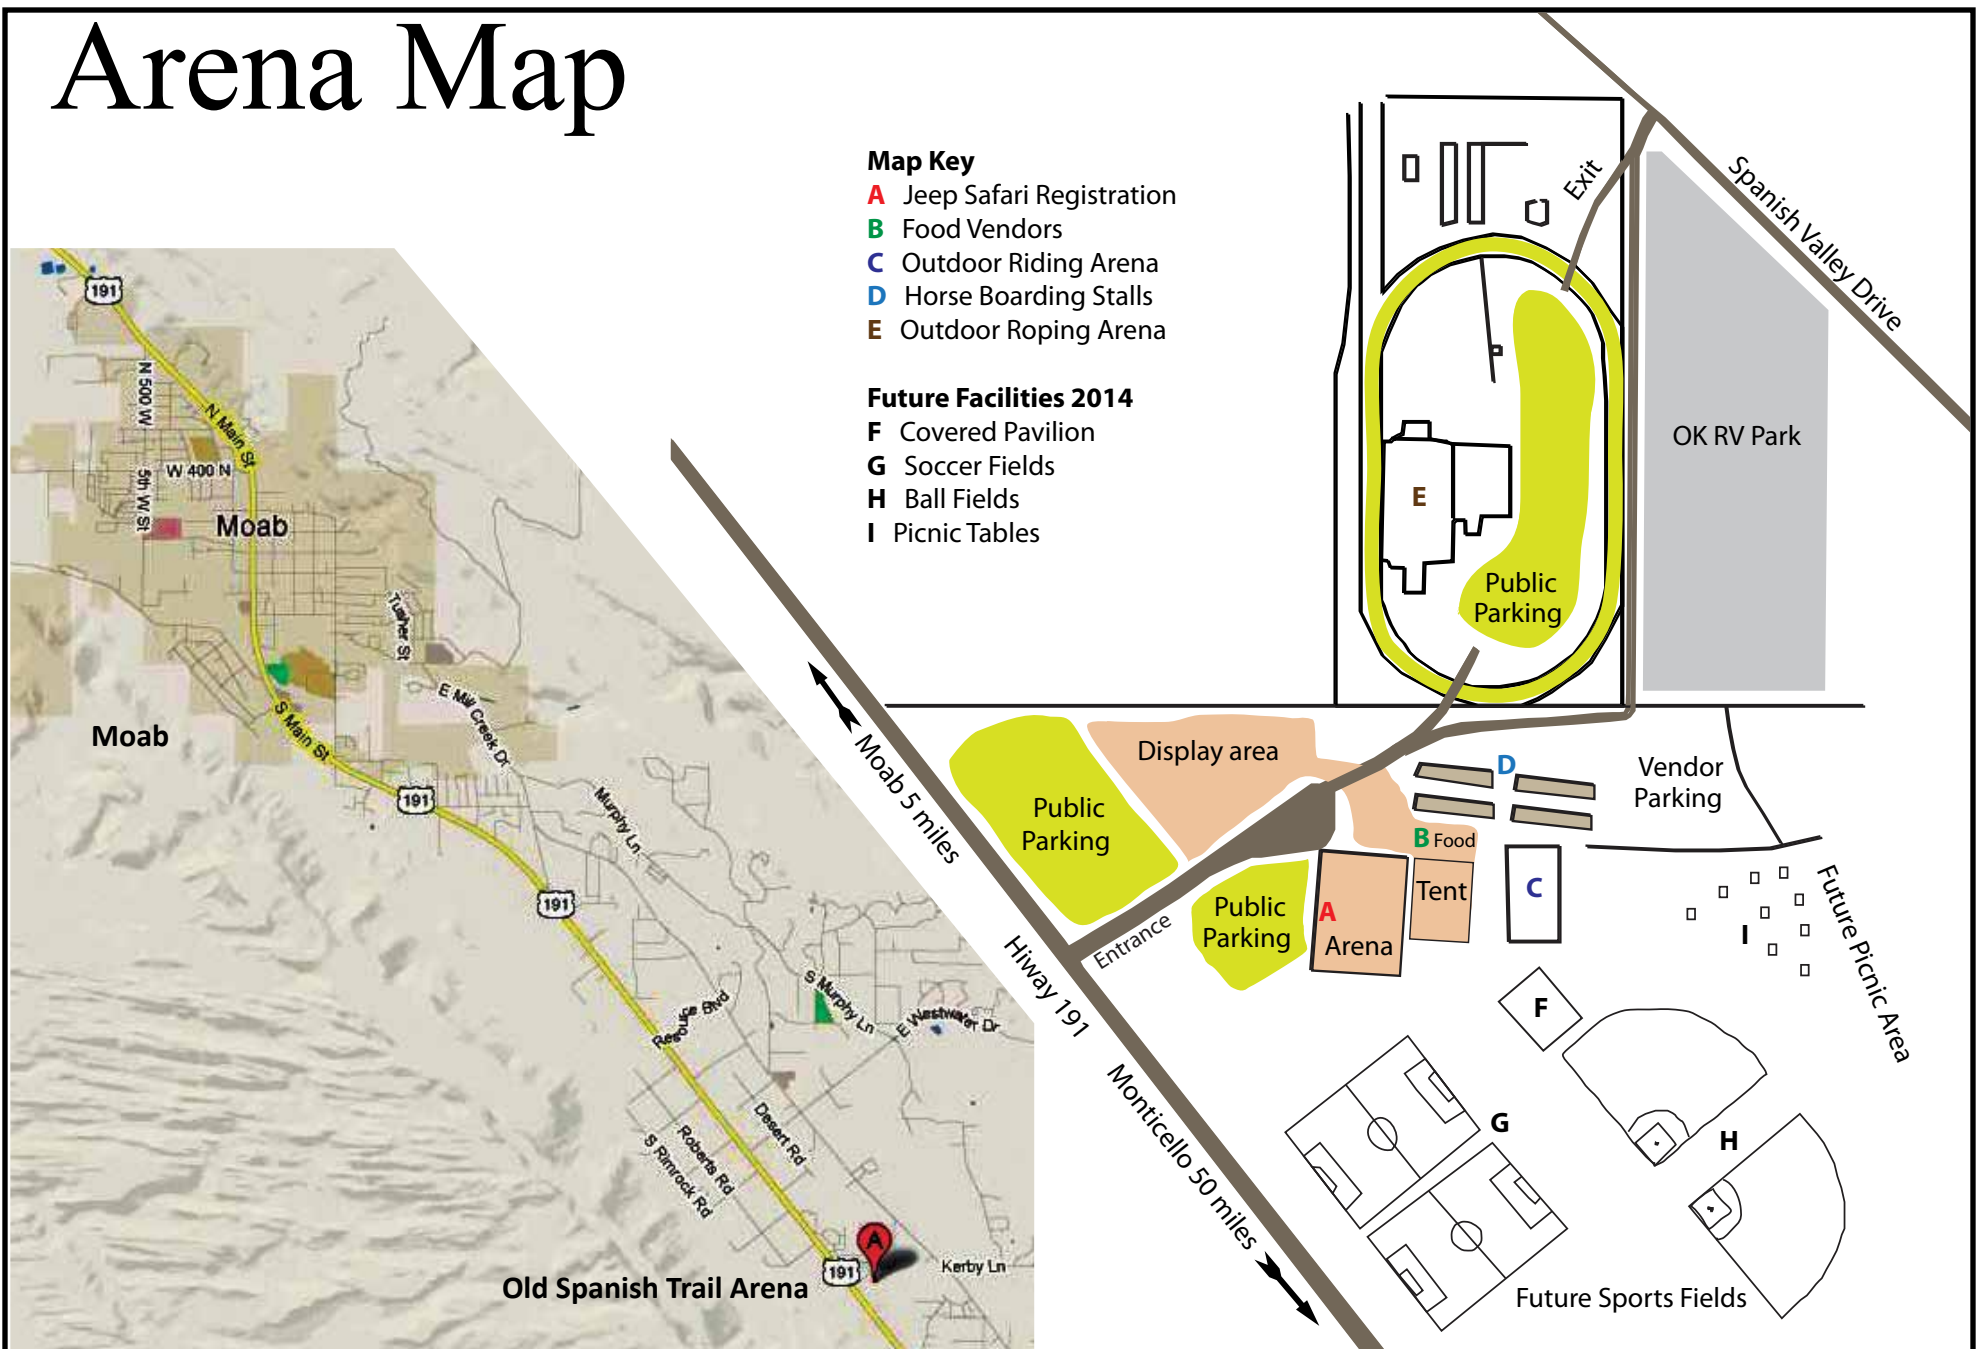 Arena Map
Map Key
A Jeep Safari Registration
B Food Vendors
C Outdoor Riding Arena
D Horse Boarding Stalls
E Outdoor Roping Arena
Future Facilities 2014
F Covered Pavilion
G Soccer Fields
H Ball Fields
I Picnic Tables
191
N 500 W
N Main St
W 400 N
5th W St
Moab
Tusher St
E Mill Creek Dr
S Main St
Moab
191
Murphy Ln
191
S Murphy Ln
E Westwater Dr
Resource Blvd
Desert Rd
Roberts Rd
S Rimrock Rd
A
191
Kerby Ln
Old Spanish Trail Arena
Exit
Spanish Valley Drive
OK RV Park
E
Public
Parking
Moab 5 miles
Display area
D
Vendor
Parking
Public
Parking
B Food
Tent
C
Public
Parking
A
Arena
Entrance
Hiway 191
I
Future Picnic Area
F
G
H
Monticello 50 miles
Future Sports Fields